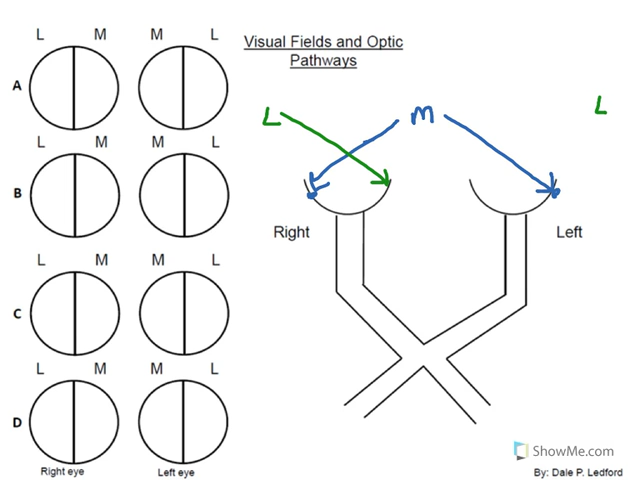 L M M L
A
L M M L
B
L M M L
C
L M M L
D
Right eye Left eye
Visual Fields and Optic
Pathways
L M L
Right Left
ShowMe.com
By: Dale P. Ledford